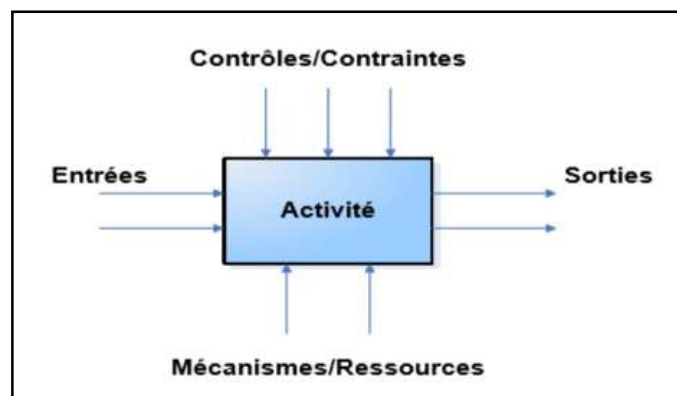 Contrôles/Contraintes
Entrées
Sorties
Activité
Mécanismes/Ressources